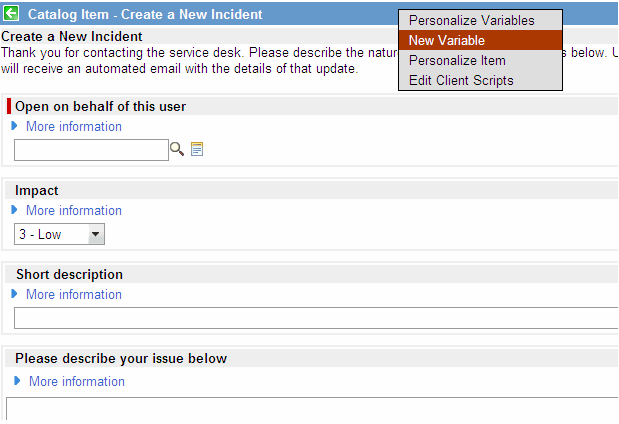 Catalog Item - Create a New Incident
Personalize Variables
New Variable
Personalize Item
Edit Client Scripts
Create a New Incident
Thank you for contacting the service desk. Please describe the s below. U
will receive an automated email with the details of that update.
Open on behalf of this user
More information
Impact
More information
3 - Low
Short description
More information
Please describe your issue below
More information